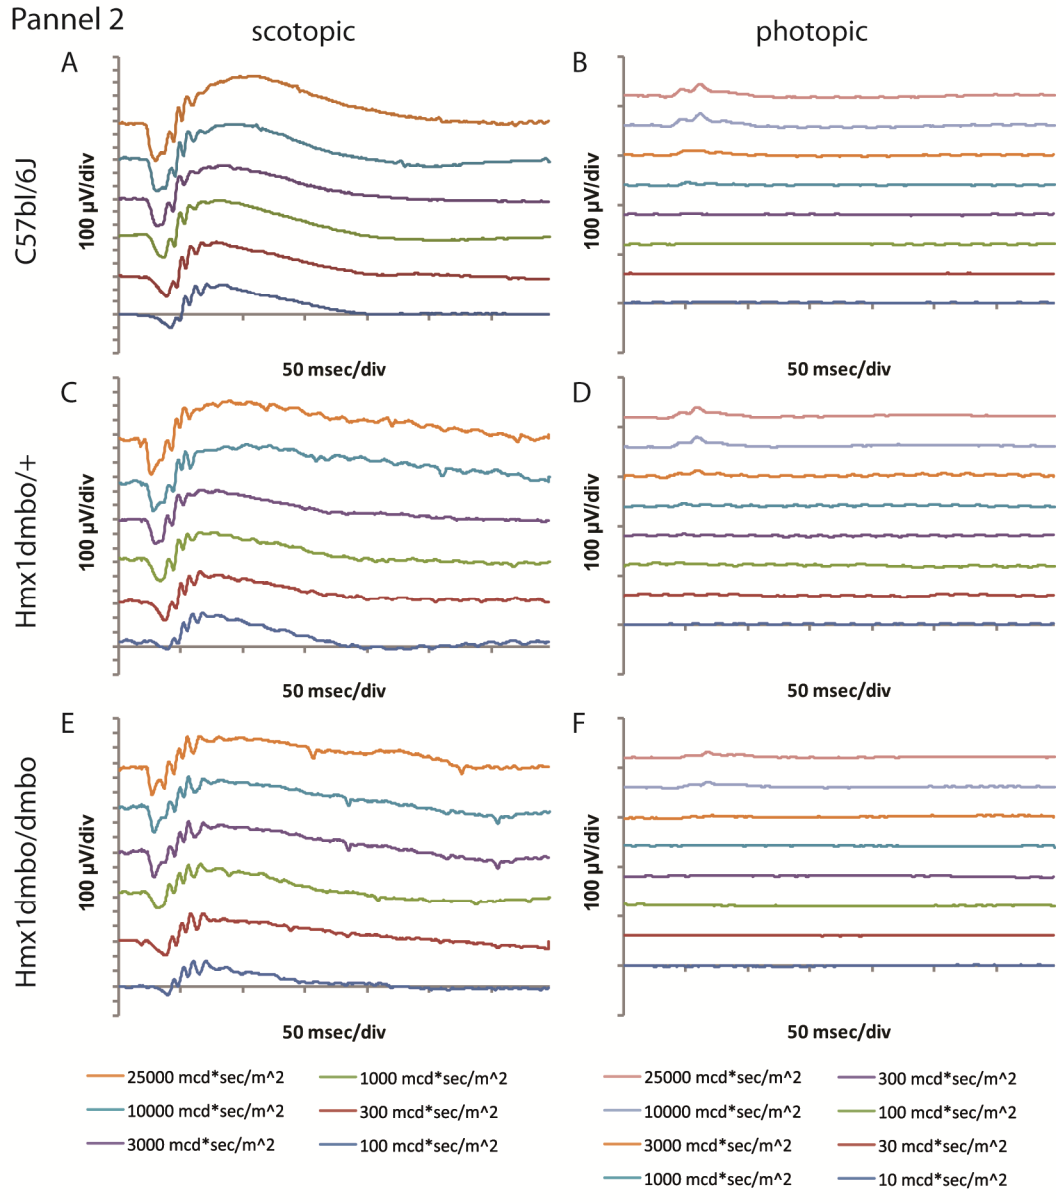 Pannel 2
scotopic
photopic
A
B
C57bl/6J
100 µV/div
100 µV/div
50 msec/div
50 msec/div
C
D
Hmx1dmbo/+
100 µV/div
100 µV/div
50 msec/div
50 msec/div
E
F
Hmx1dmbo/dmbo
100 µV/div
100 µV/div
50 msec/div
50 msec/div
25000 mcd*sec/m^2
1000 mcd*sec/m^2
10000 mcd*sec/m^2
300 mcd*sec/m^2
3000 mcd*sec/m^2
100 mcd*sec/m^2
25000 mcd*sec/m^2
300 mcd*sec/m^2
10000 mcd*sec/m^2
100 mcd*sec/m^2
3000 mcd*sec/m^2
30 mcd*sec/m^2
1000 mcd*sec/m^2
10 mcd*sec/m^2